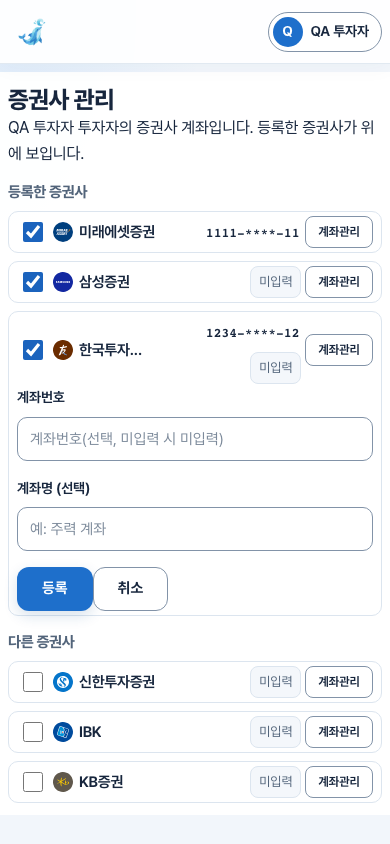 Q QA 투자자
증권사 관리
QA 투자자 투자자의 증권사 계좌입니다. 등록한 증권사가 위
에 보입니다.
등록한 증권사
미래에셋증권 1111-****-11 계좌관리
삼성증권 미입력 계좌관리
한국투자... 1234-****-12 미입력 계좌관리
계좌번호
계좌번호(선택, 미입력 시 미입력)
계좌명 (선택)
예: 주력 계좌
등록 취소
다른 증권사
신한투자증권 미입력 계좌관리
IBK 미입력 계좌관리
KB증권 미입력 계좌관리